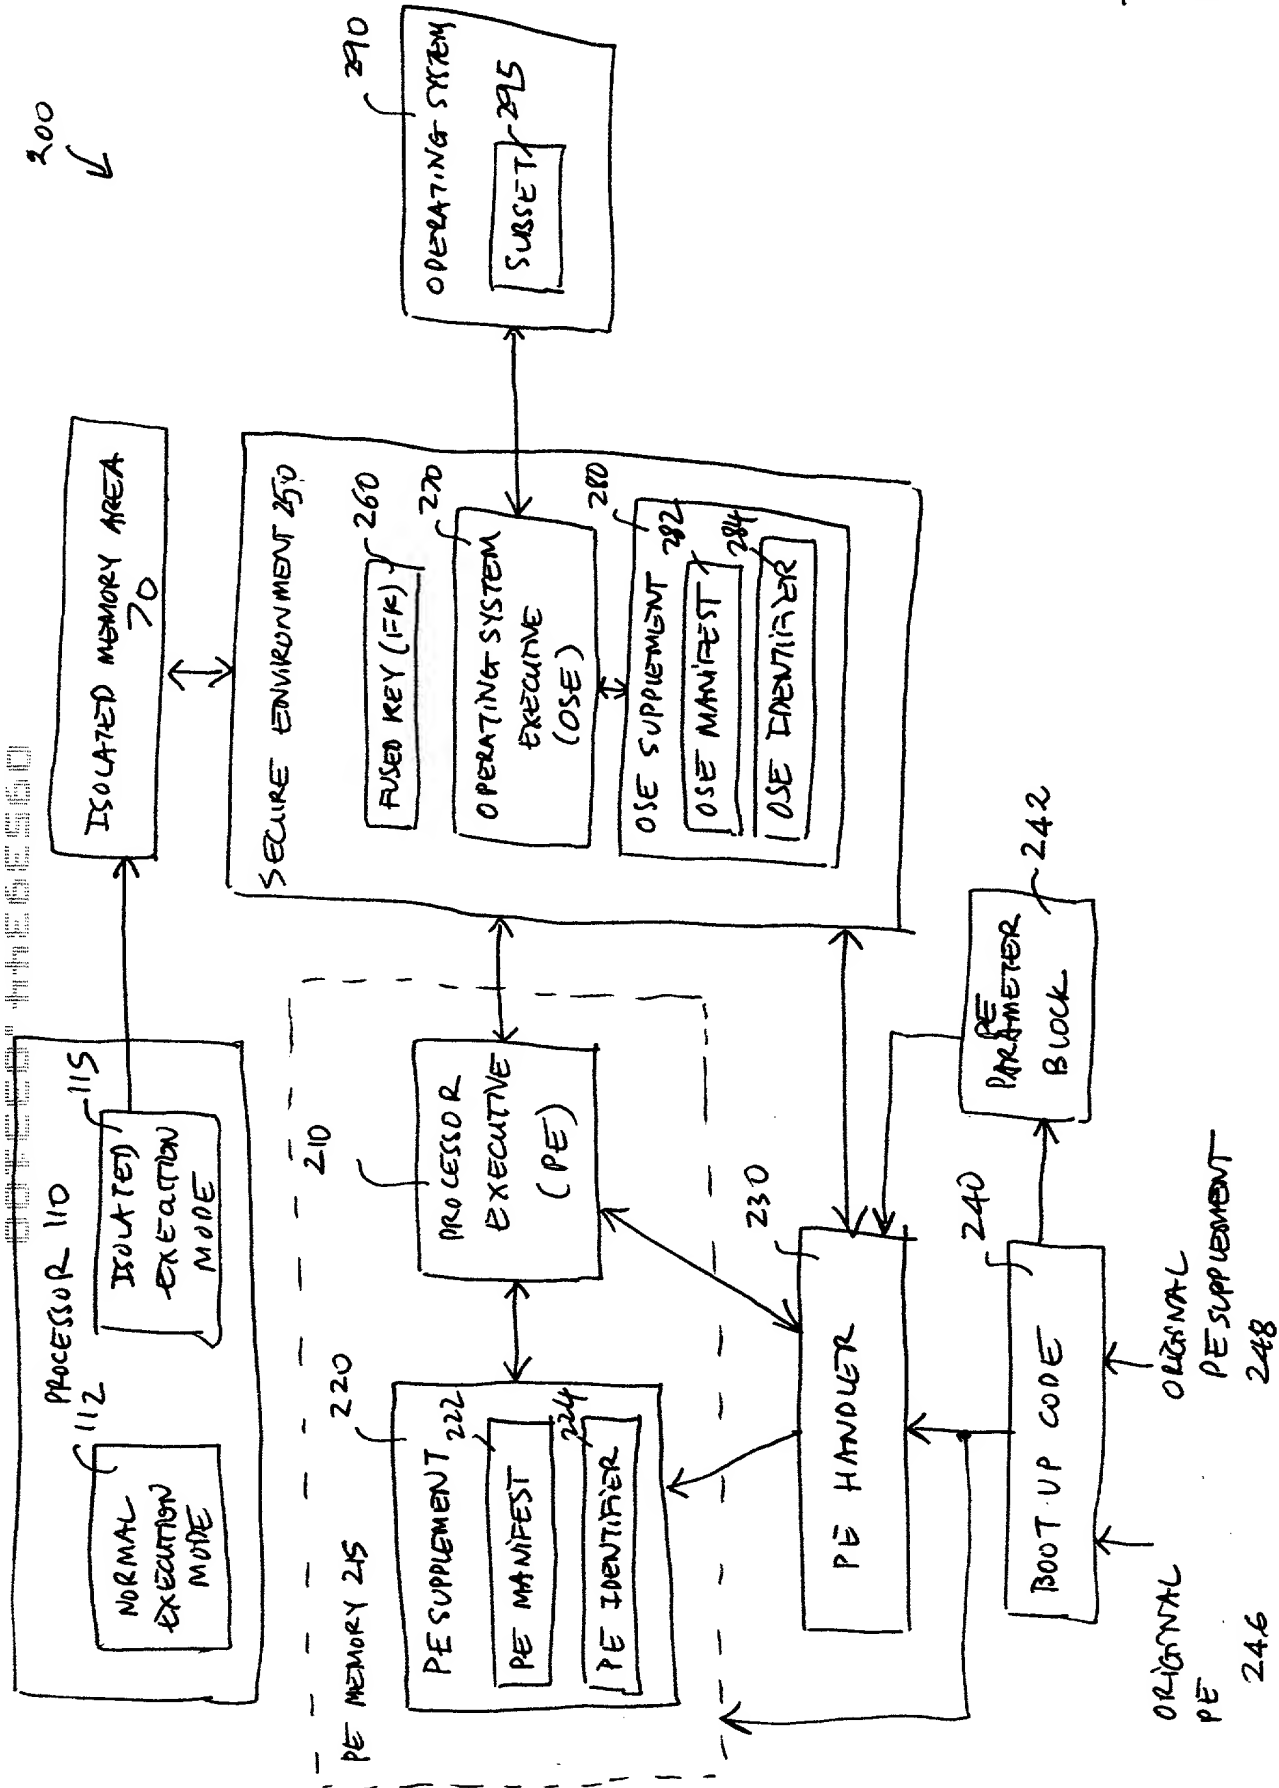 200
PROCESSOR 110
112
NORMAL
EXECUTION
MODE
115
ISOLATED
EXECUTION
MODE
ISOLATED MEMORY AREA
70
PE MEMORY 215
220
PE SUPPLEMENT
222
PE MANIFEST
224
PE IDENTIFIER
210
PROCESSOR
EXECUTIVE
(PE)
SECURE ENVIRONMENT 250
260
FUSED KEY (FK)
270
OPERATING SYSTEM
EXECUTIVE
(OSE)
280
OSE SUPPLEMENT
282
OSE MANIFEST
284
OSE IDENTIFIER
290
OPERATING SYSTEM
295
SUBSET
230
PE HANDLER
240
BOOT-UP CODE
242
PE
PARAMETER
BLOCK
ORIGINAL
PE
246
ORIGINAL
PE SUPPLEMENT
248